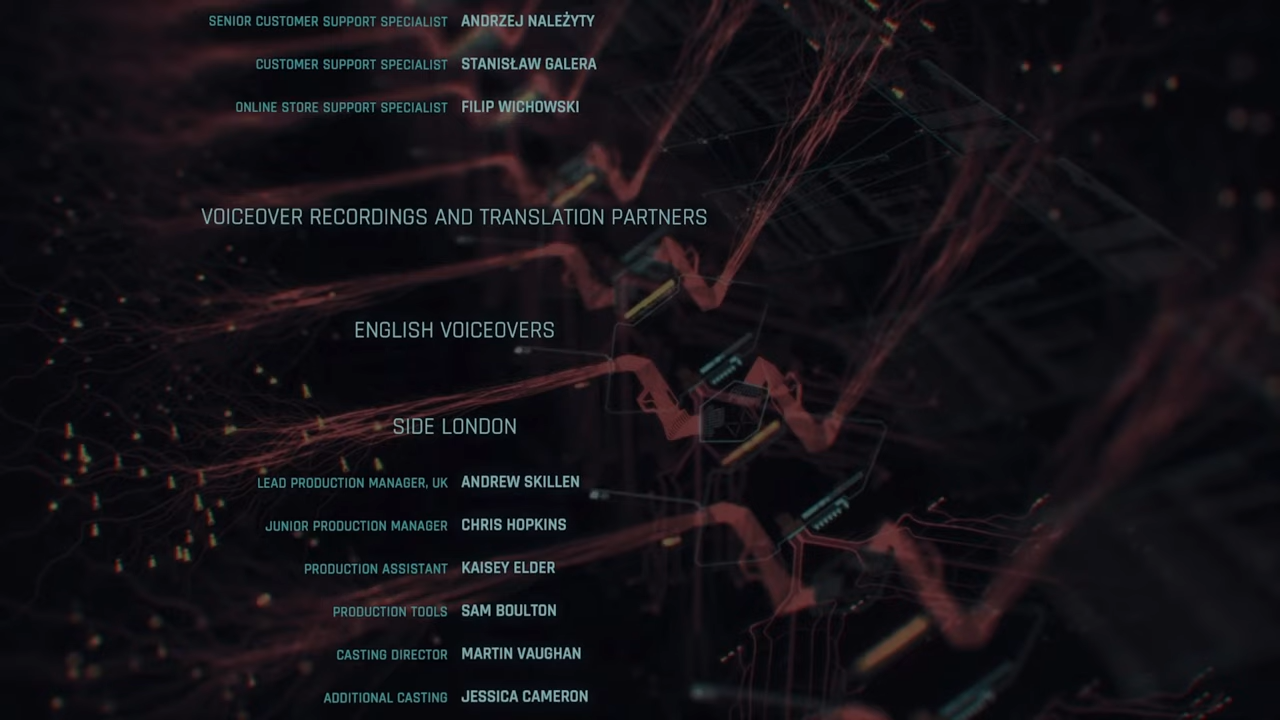 SENIOR CUSTOMER SUPPORT SPECIALIST ANDRZEJ NALEŻYTY
CUSTOMER SUPPORT SPECIALIST STANISŁAW GALERA
ONLINE STORE SUPPORT SPECIALIST FILIP WICHOWSKI
VOICEOVER RECORDINGS AND TRANSLATION PARTNERS
ENGLISH VOICEOVERS
SIDE LONDON
LEAD PRODUCTION MANAGER, UK ANDREW SKILLEN
JUNIOR PRODUCTION MANAGER CHRIS HOPKINS
PRODUCTION ASSISTANT KAISEY ELDER
PRODUCTION TOOLS SAM BOULTON
CASTING DIRECTOR MARTIN VAUGHAN
ADDITIONAL CASTING JESSICA CAMERON